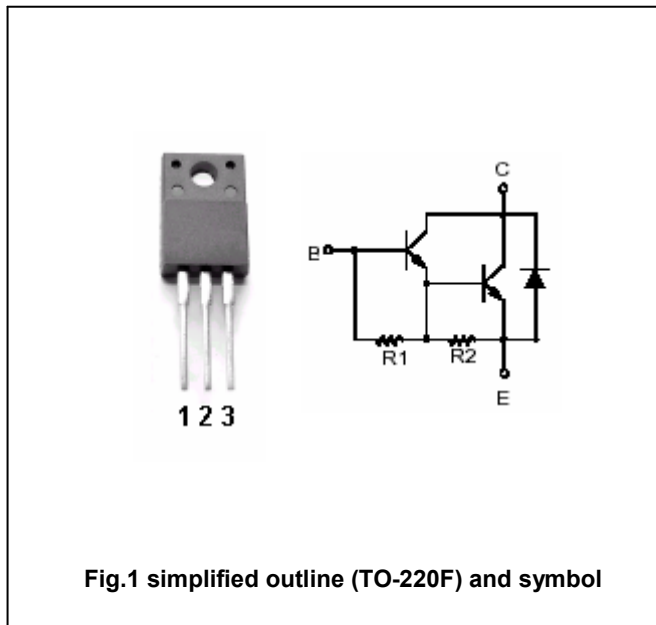 C
B
R1 R2
E
1 2 3
Fig.1 simplified outline (TO-220F) and symbol